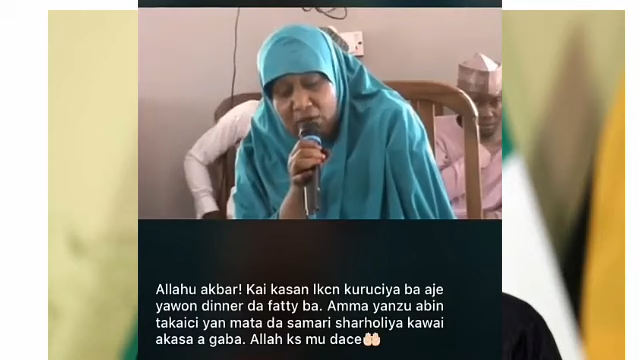 Allahu akbar! Kai kasan lkcn kuruciya ba aje
yawon dinner da fatty ba. Amma yanzu abin
takaici yan mata da samari sharholiya kawai
akasa a gaba. Allah ks mu dace🤲🏻